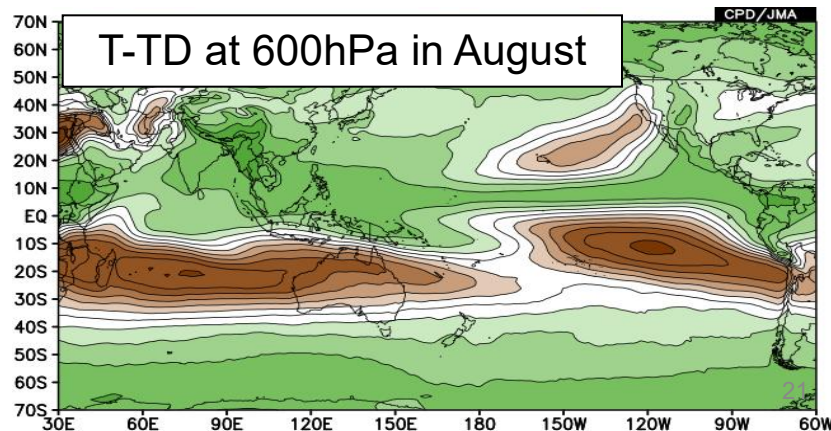 CPD/JMA
T-TD at 600hPa in August
70N
60N
50N
40N
30N
20N
10N
EQ
10S
20S
30S
40S
50S
60S
70S
21
30E 60E 90E 120E 150E 180 150W 120W 90W 60W